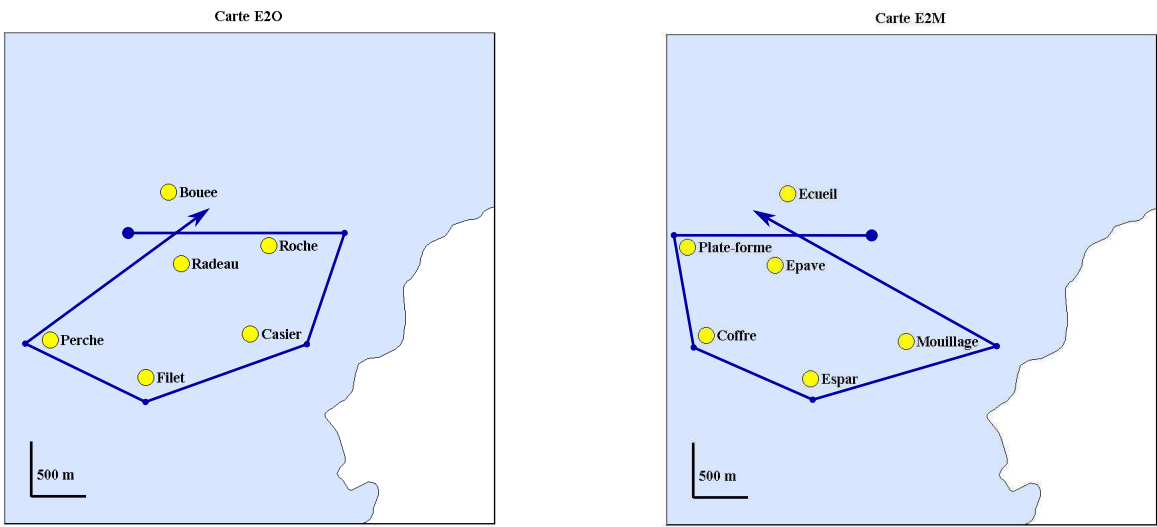 Carte E2O
Bouee
Roche
Radeau
Perche
Casier
Filet
500 m
Carte E2M
Ecueil
Plate-forme
Epave
Coffre
Mouillage
Espar
500 m